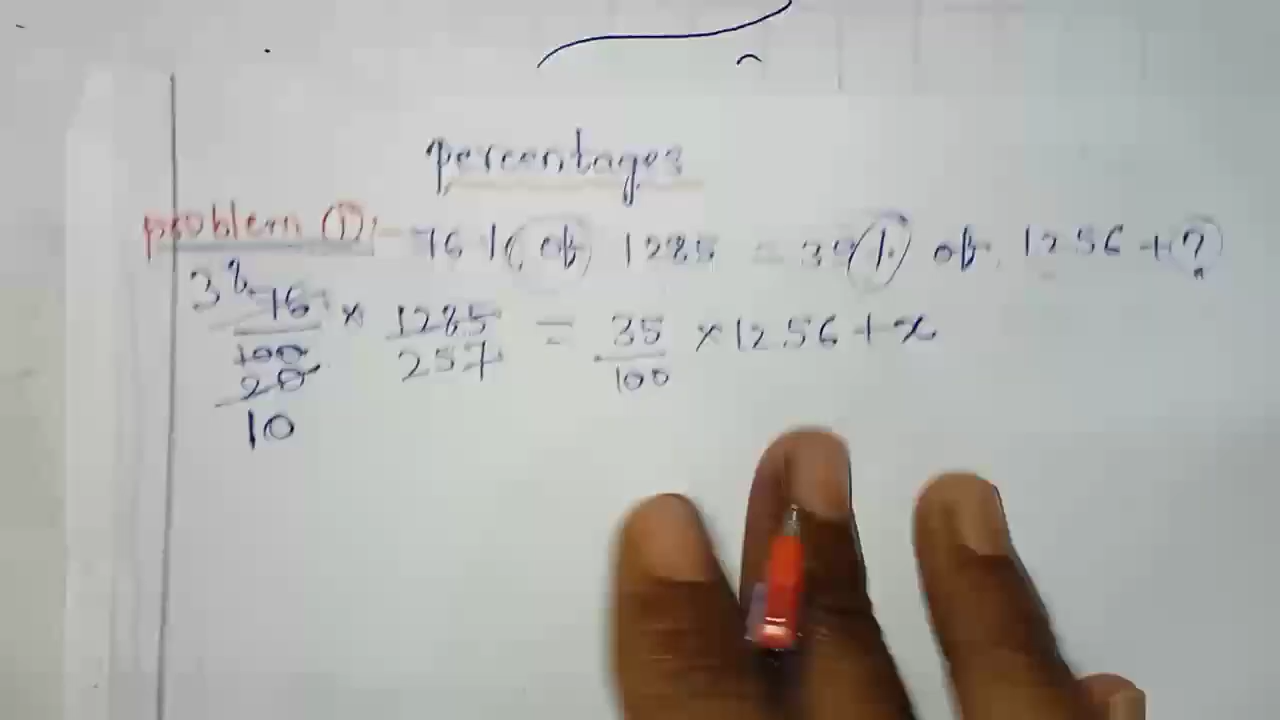 percentages
problem (1):- 76 % of 1285 = 35 % of 1256 + ?
38 76 × 1285 = 35 × 1256 + x
100 257 100
20
10